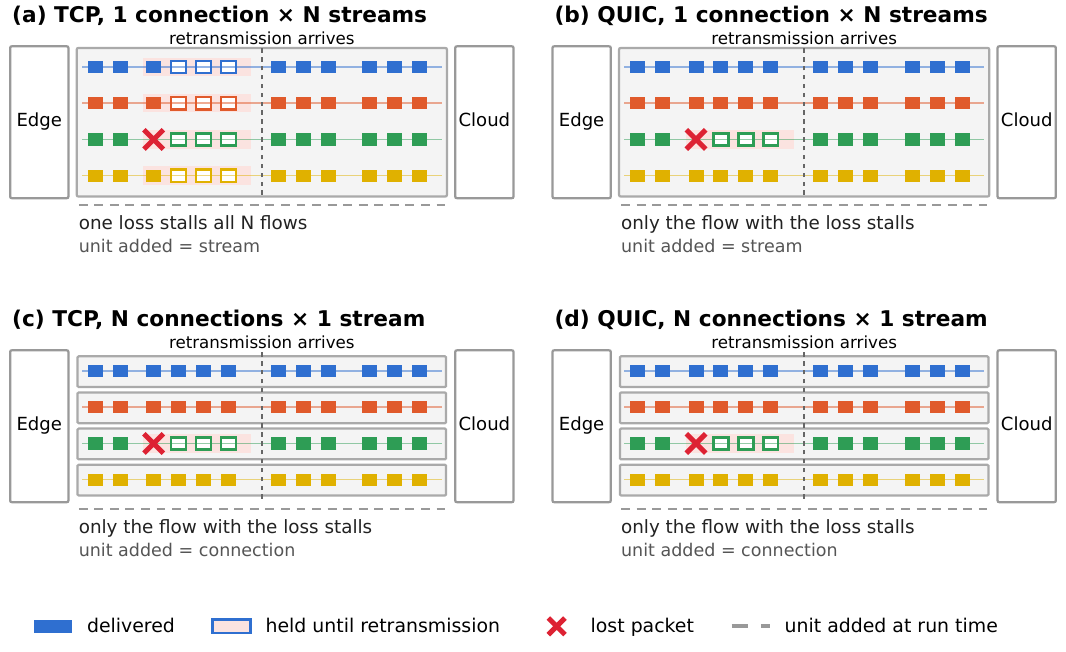 (a) TCP, 1 connection × N streams
retransmission arrives
Edge
Cloud
one loss stalls all N flows
unit added = stream
(b) QUIC, 1 connection × N streams
retransmission arrives
Edge
Cloud
only the flow with the loss stalls
unit added = stream
(c) TCP, N connections × 1 stream
retransmission arrives
Edge
Cloud
only the flow with the loss stalls
unit added = connection
(d) QUIC, N connections × 1 stream
retransmission arrives
Edge
Cloud
only the flow with the loss stalls
unit added = connection
delivered
held until retransmission
lost packet
unit added at run time